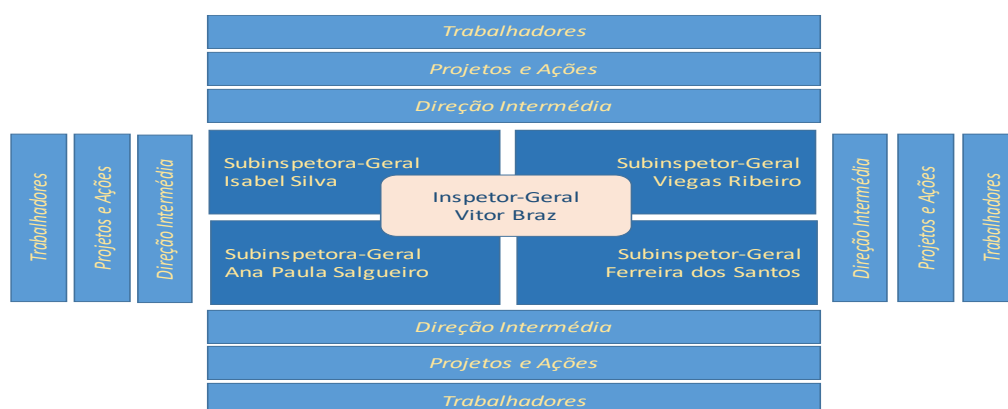 Trabalhadores
Projetos e Ações
Direção Intermédia
Trabalhadores
Projetos e Ações
Direção Intermédia
Subinspetora-Geral
Isabel Silva
Subinspetor-Geral
Viegas Ribeiro
Inspetor-Geral
Vitor Braz
Subinspetora-Geral
Ana Paula Salgueiro
Subinspetor-Geral
Ferreira dos Santos
Direção Intermédia
Projetos e Ações
Trabalhadores
Direção Intermédia
Projetos e Ações
Trabalhadores